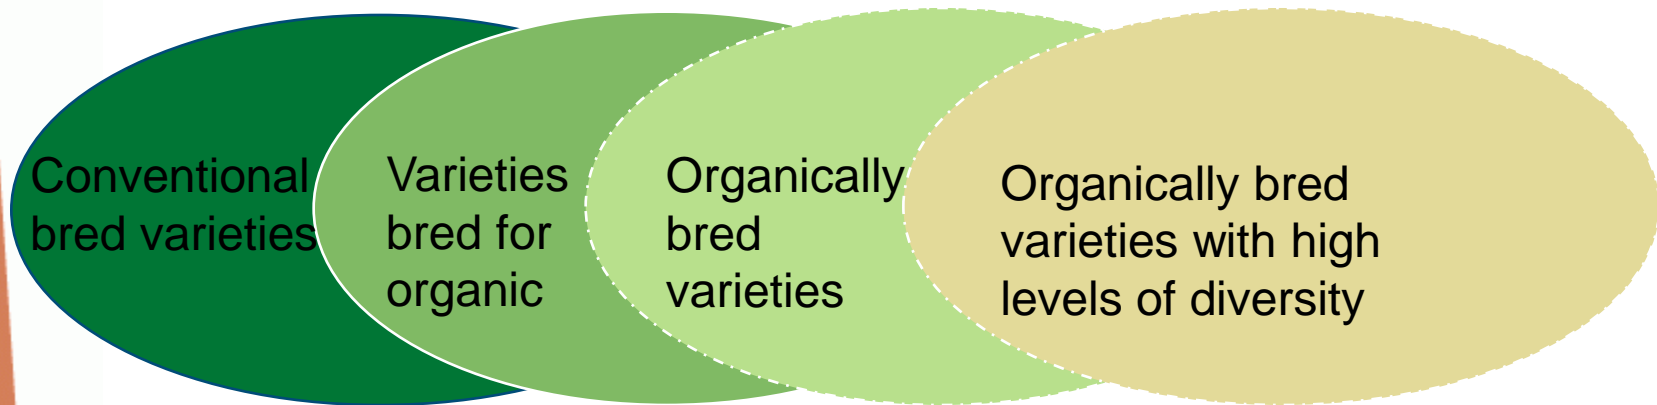 Conventional
bred varieties
Varieties
bred for
organic
Organically
bred
varieties
Organically bred
varieties with high
levels of diversity